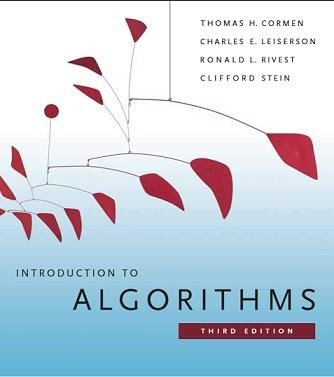 THOMAS H. CORMEN
CHARLES E. LEISERSON
RONALD L. RIVEST
CLIFFORD STEIN
INTRODUCTION TO
ALGORITHMS
THIRD EDITION